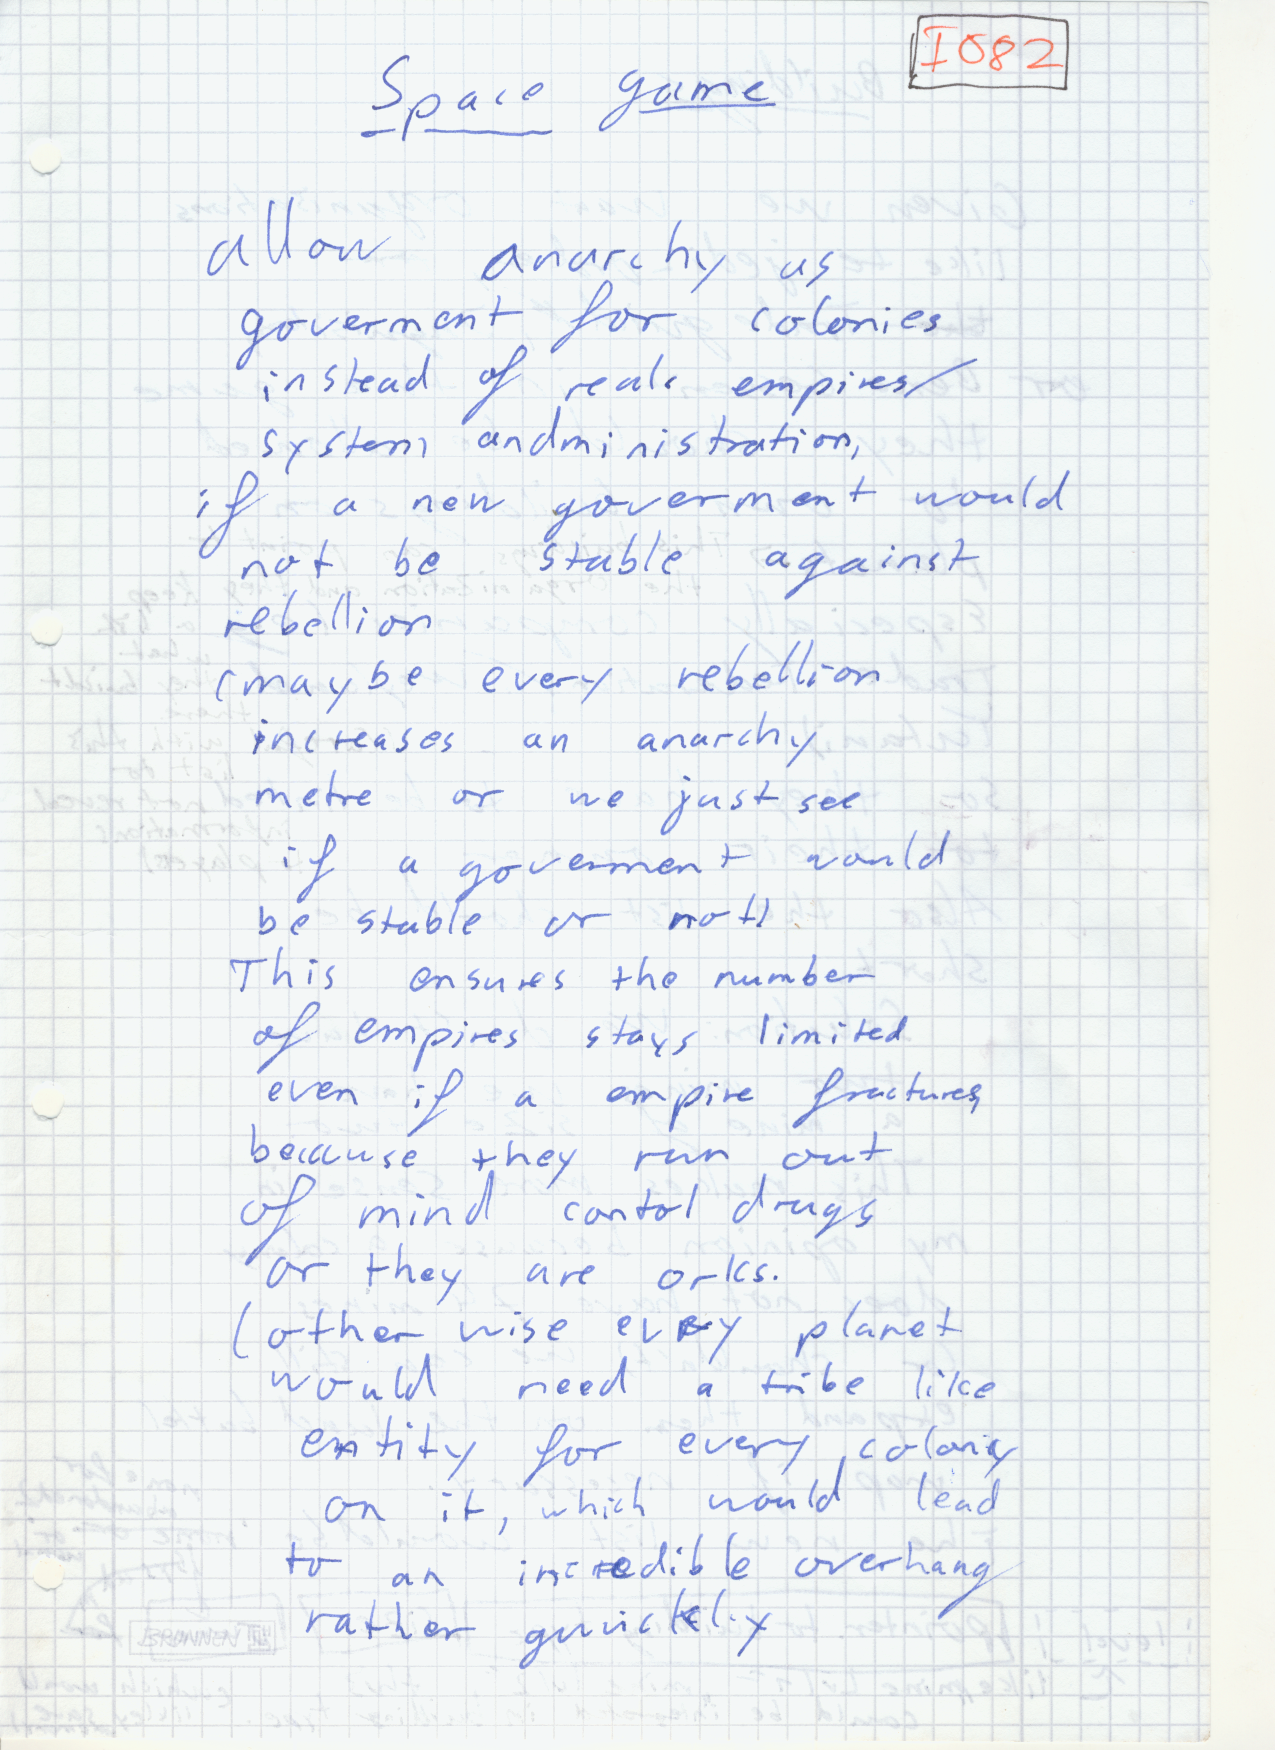 I082
Space game
allow anarchy as
goverment for colonies
instead of reals empires/
system andministration,
if a new goverment would
not be stable against
rebellion
(maybe every rebellion
increases an anarchy
metre or we just see
if a goverment would
be stable or not)
This ensures the number
of empires stays limited
even if a empire fractures,
because they run out
of mind contol drugs
or they are orks.
(other wise every planet
would need a tribe like
entity for every colony
on it, which would lead
to an incredible overhang
rather quickly